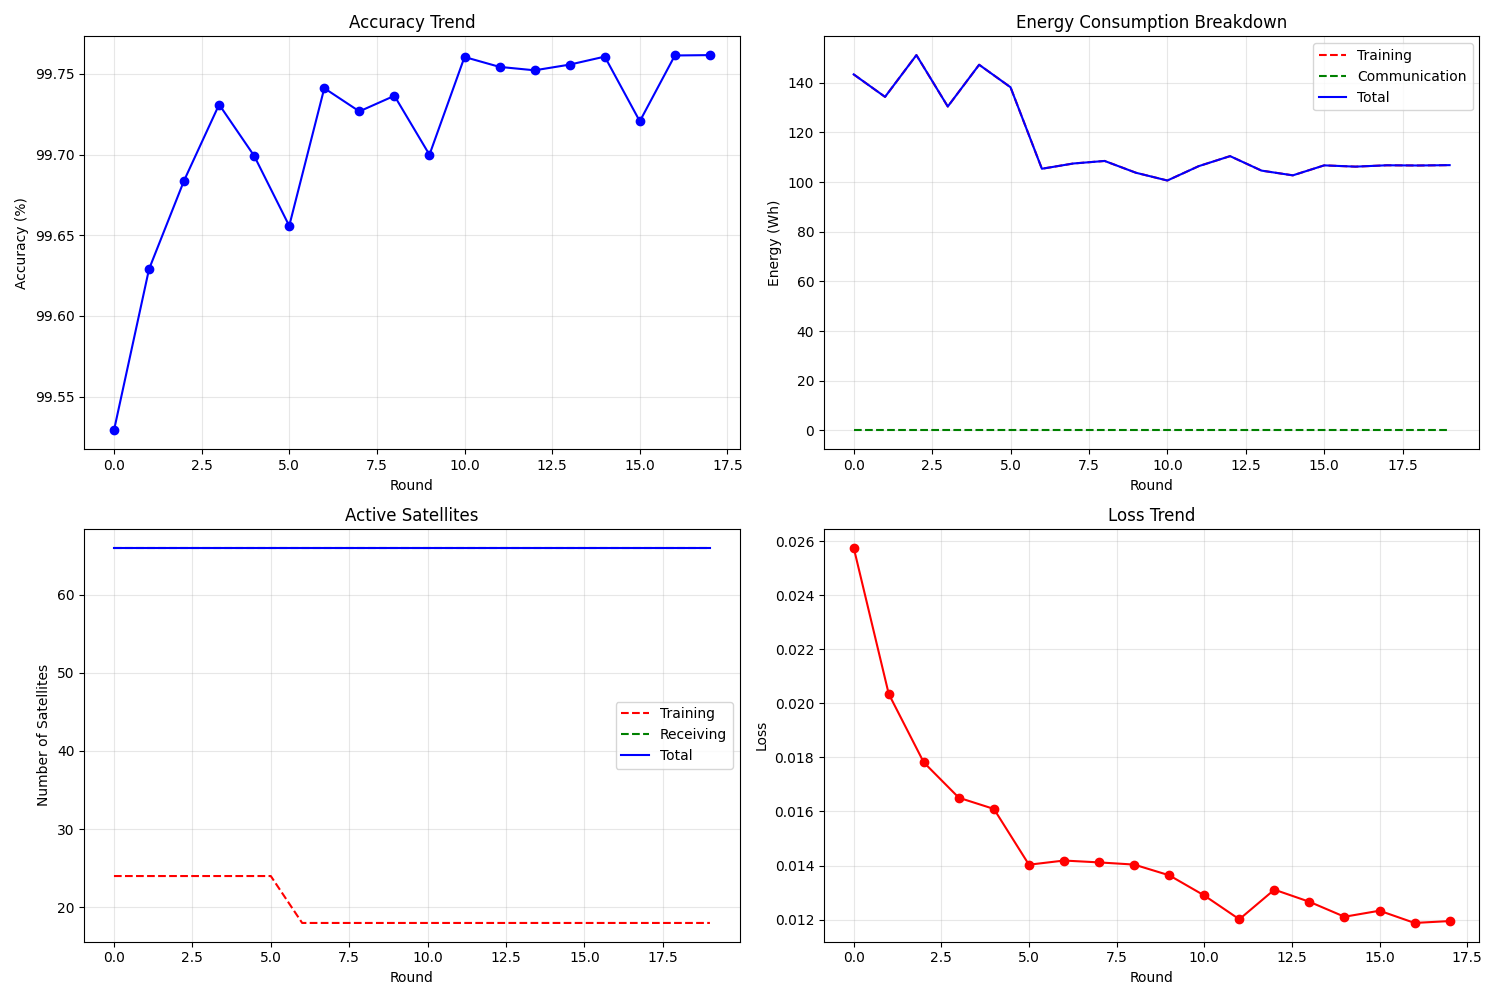 Accuracy Trend
Accuracy (%)
99.75
99.70
99.65
99.60
99.55
0.0 2.5 5.0 7.5 10.0 12.5 15.0 17.5
Round
Energy Consumption Breakdown
Energy (Wh)
140
120
100
80
60
40
20
0
Training
Communication
Total
0.0 2.5 5.0 7.5 10.0 12.5 15.0 17.5
Round
Active Satellites
Number of Satellites
60
50
40
30
20
Training
Receiving
Total
0.0 2.5 5.0 7.5 10.0 12.5 15.0 17.5
Round
Loss Trend
Loss
0.026
0.024
0.022
0.020
0.018
0.016
0.014
0.012
0.0 2.5 5.0 7.5 10.0 12.5 15.0 17.5
Round